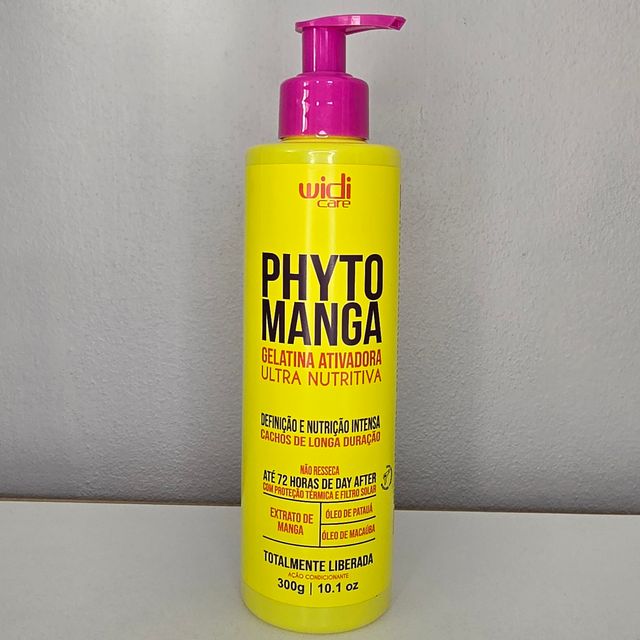 widi
care
PHYTO
MANGA
GELATINA ATIVADORA
ULTRA NUTRITIVA
DEFINIÇÃO E NUTRIÇÃO INTENSA
CACHOS DE LONGA DURAÇÃO
NÃO RESSECA
ATÉ 72 HORAS DE DAY AFTER
COM PROTEÇÃO TÉRMICA E FILTRO SOLAR
EXTRATO DE
MANGA
ÓLEO DE PATAUÁ
ÓLEO DE MACAÚBA
TOTALMENTE LIBERADA
AÇÃO CONDICIONANTE
300g | 10.1 oz